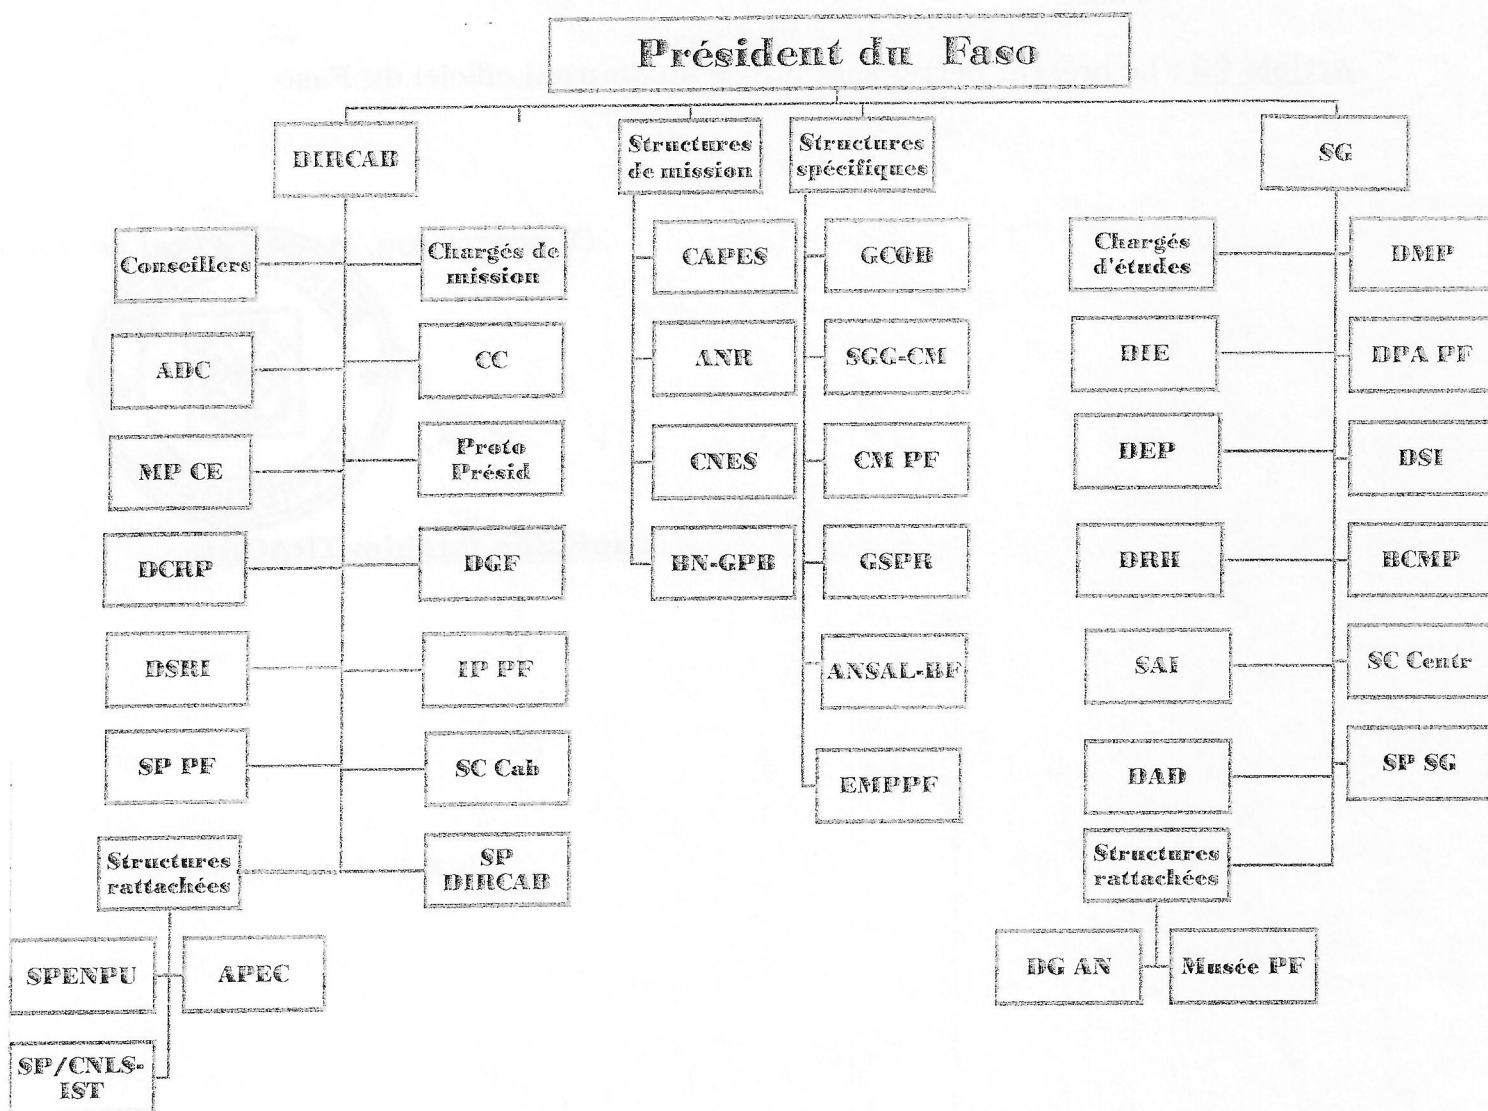 Président du Faso
DIRCAB
Structures
de mission
Structures
spécifiques
SG
Conseillers
Chargés de
mission
CAPES
GCOB
Chargés
d'études
DMP
ADC
CC
ANR
SGG-CM
DIE
DPA PF
MP CE
Proto
Présid
CNES
CM PF
DEP
DSI
DCRP
DGF
BN-GPB
GSPR
DRH
BCMP
DSRI
IP PF
ANSAL-BF
SAI
SC Centr
SP PF
SC Cab
EMPPF
DAD
SP SG
Structures
rattachées
SP
DIRCAB
Structures
rattachées
SPENPU
APEC
DG AN
Musée PF
SP/CNLS-
IST